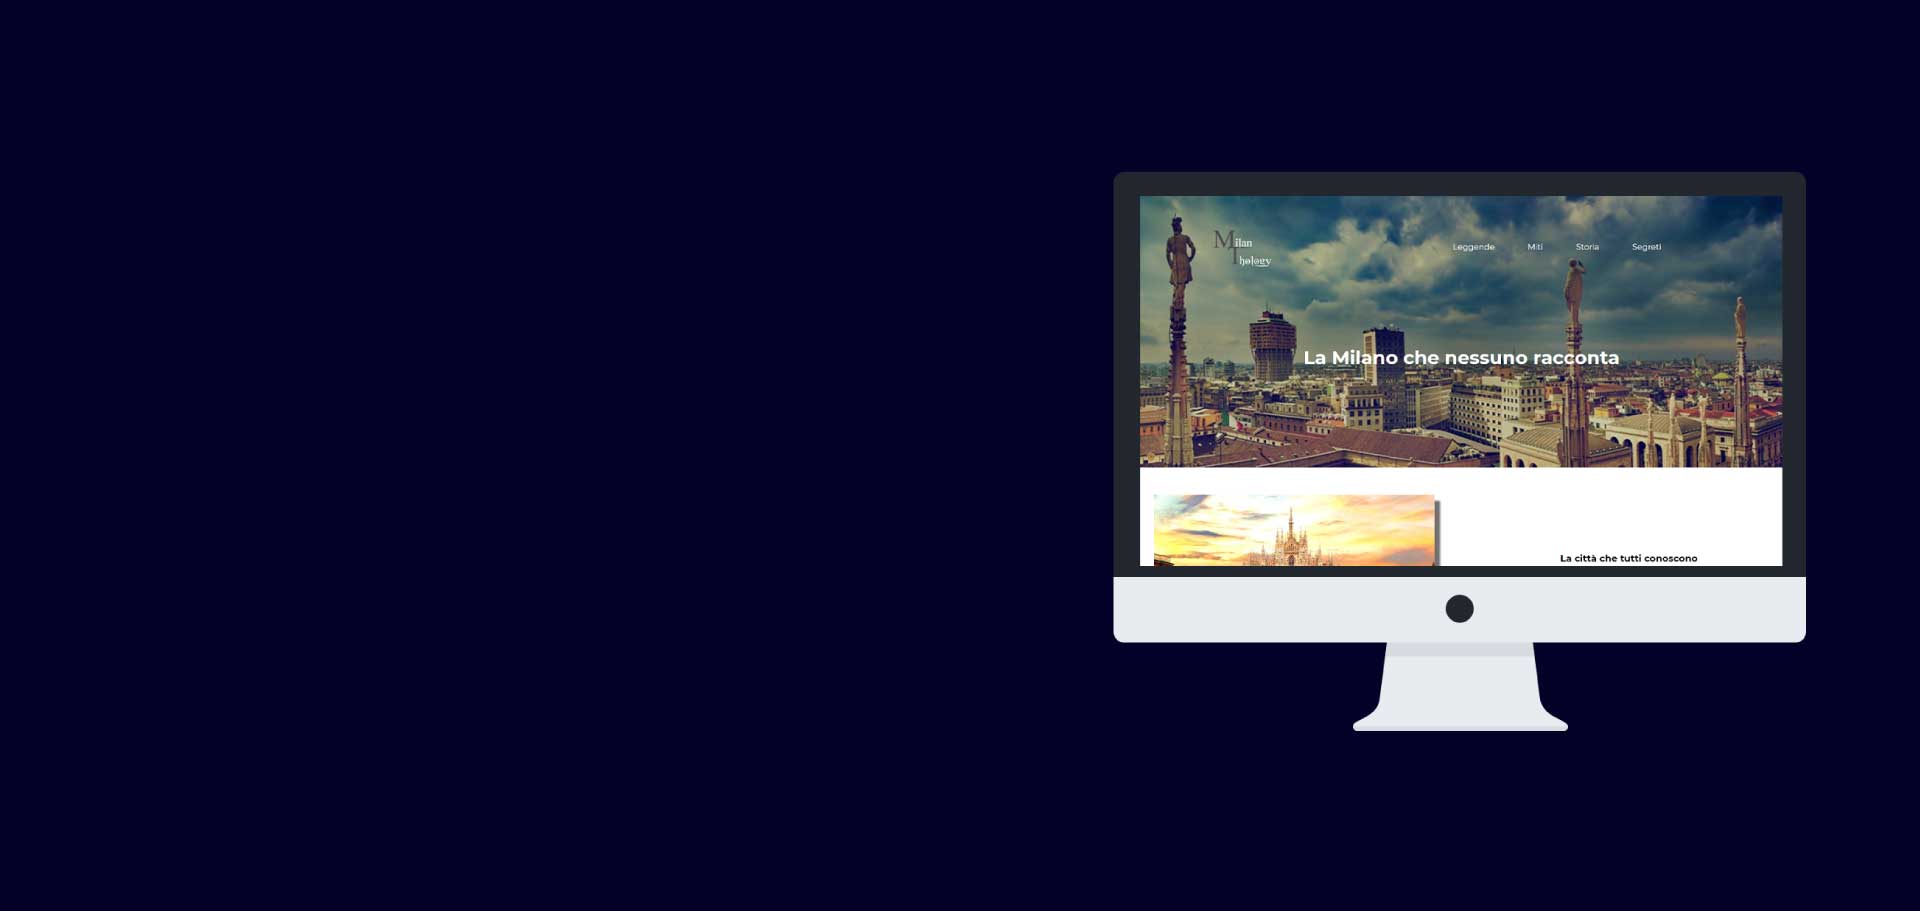 Milan
Thology
Leggende Miti Storia Segreti
La Milano che nessuno racconta
La città che tutti conoscono